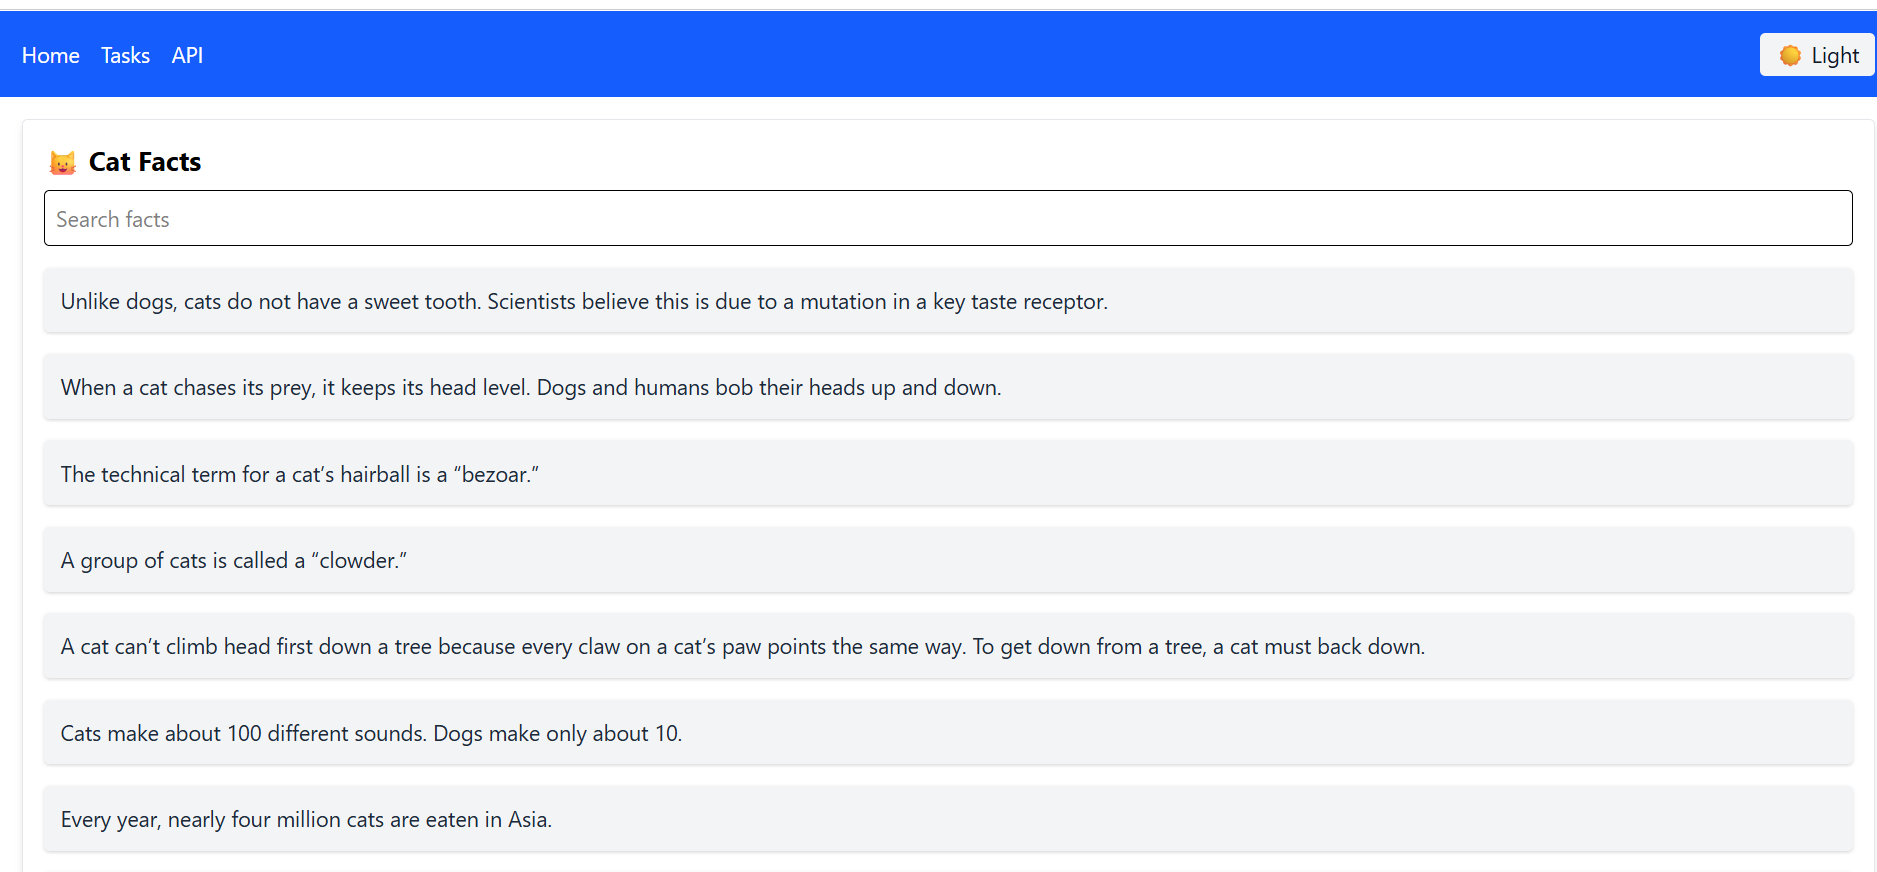 Home Tasks API Light
Cat Facts
Search facts
Unlike dogs, cats do not have a sweet tooth. Scientists believe this is due to a mutation in a key taste receptor.
When a cat chases its prey, it keeps its head level. Dogs and humans bob their heads up and down.
The technical term for a cat’s hairball is a “bezoar.”
A group of cats is called a “clowder.”
A cat can’t climb head first down a tree because every claw on a cat’s paw points the same way. To get down from a tree, a cat must back down.
Cats make about 100 different sounds. Dogs make only about 10.
Every year, nearly four million cats are eaten in Asia.